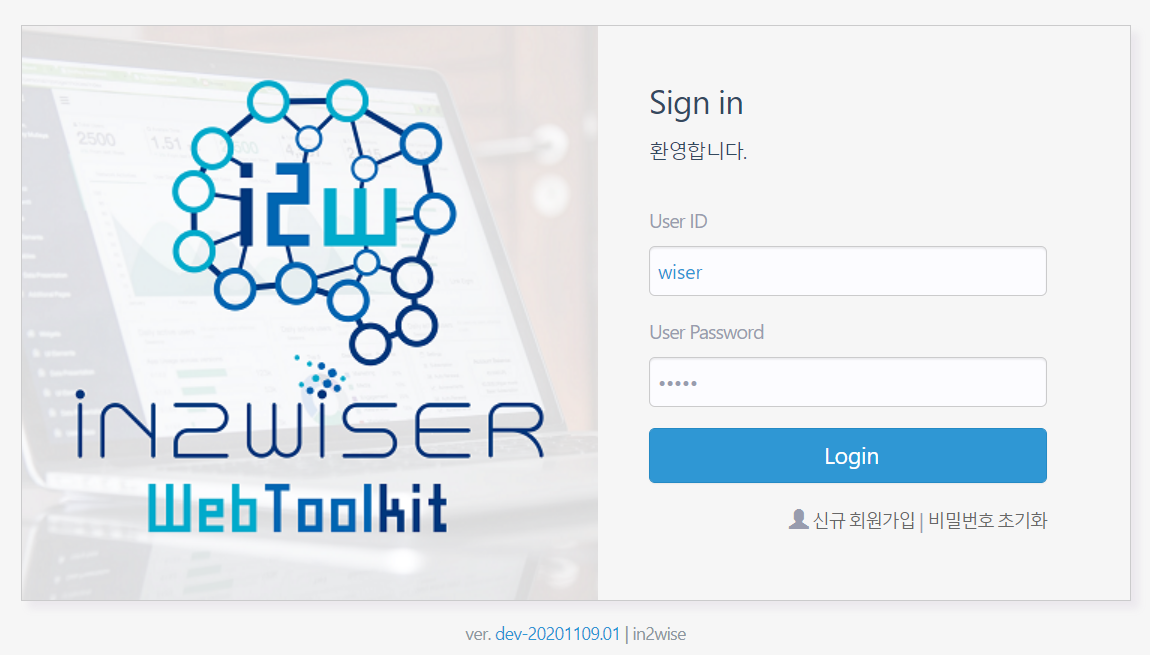 i2w
iN2WiSER
WebToolkit
Sign in
환영합니다.
User ID
wiser
User Password
•••••
Login
신규 회원가입 | 비밀번호 초기화
ver. dev-20201109.01 | in2wise